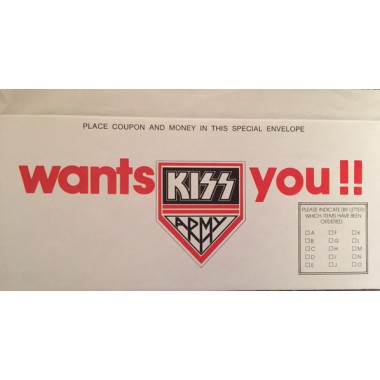 PLACE COUPON AND MONEY IN THIS SPECIAL ENVELOPE
wants KISS you!!
ARMY
PLEASE INDICATE (BY LETTER)
WHICH ITEMS HAVE BEEN
ORDERED
A F K
B G L
C H M
D I N
E J O